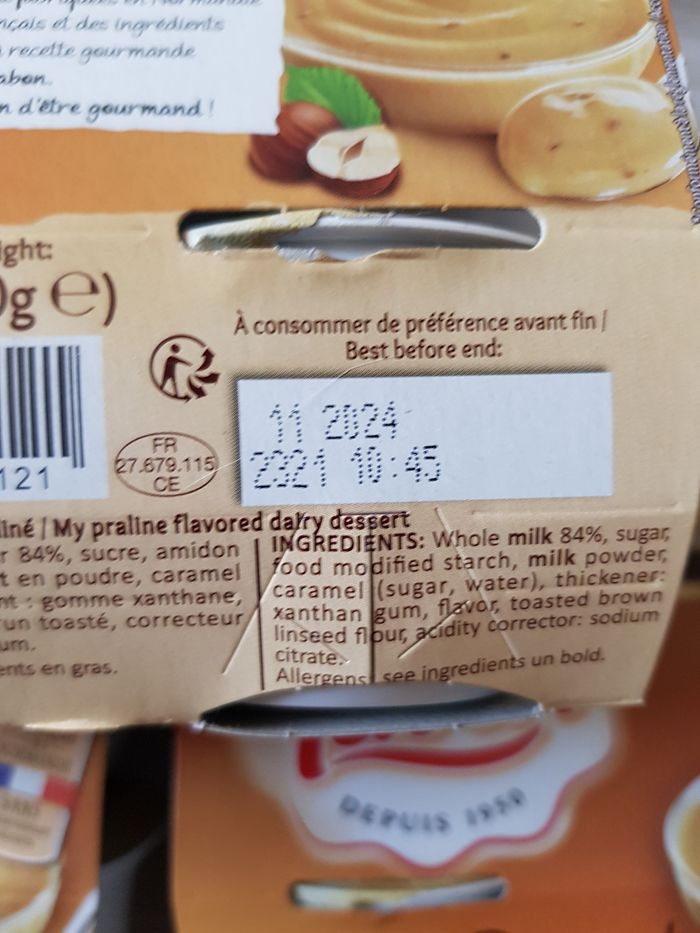 nçais et des ingrédients
recette gourmande
abon.
n d'être gourmand !
ght:
g e)
À consommer de préférence avant fin /
Best before end:
11 2024
2321 10:45
FR
27.679.115
CE
121
liné / My praline flavored dairy dessert
r 84%, sucre, amidon
t en poudre, caramel
nt : gomme xanthane,
run toasté, correcteur
um.
ents en gras.
INGREDIENTS: Whole milk 84%, sugar,
food modified starch, milk powder,
caramel (sugar, water), thickener:
xanthan gum, flavor, toasted brown
linseed flour, acidity corrector: sodium
citrate.
Allergens: see ingredients un bold.
DEPUIS 1950